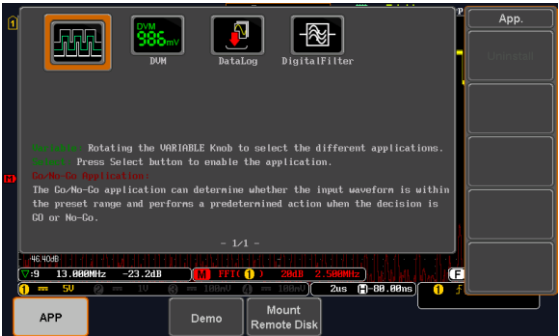 App.
Uninstall
DVM
986mV
DVM
DataLog
DigitalFilter
Variable: Rotating the VARIABLE Knob to select the different applications.
Select: Press Select button to enable the application.
Go/No-Go Application:
The Go/No-Go application can determine whether the input waveform is within
the preset range and performs a predetermined action when the decision is
GO or No-Go.
- 1/1 -
-46.40dB
▽:9 13.000MHz -23.2dB
M FFT( 1 ) 20dB 2.500MHz
F
1 5V 2 1V 3 100mV 4 100mV
2us H -80.00ns
1
APP
Demo
Mount
Remote Disk